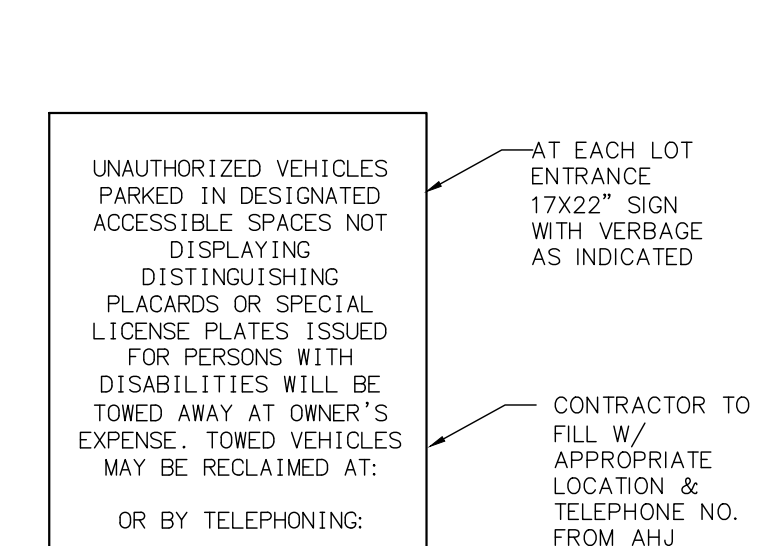 UNAUTHORIZED VEHICLES
PARKED IN DESIGNATED
ACCESSIBLE SPACES NOT
DISPLAYING
DISTINGUISHING
PLACARDS OR SPECIAL
LICENSE PLATES ISSUED
FOR PERSONS WITH
DISABILITIES WILL BE
TOWED AWAY AT OWNER'S
EXPENSE. TOWED VEHICLES
MAY BE RECLAIMED AT:
OR BY TELEPHONING:
AT EACH LOT
ENTRANCE
17X22” SIGN
WITH VERBAGE
AS INDICATED
CONTRACTOR TO
FILL W/
APPROPRIATE
LOCATION &
TELEPHONE NO.
FROM AHJ